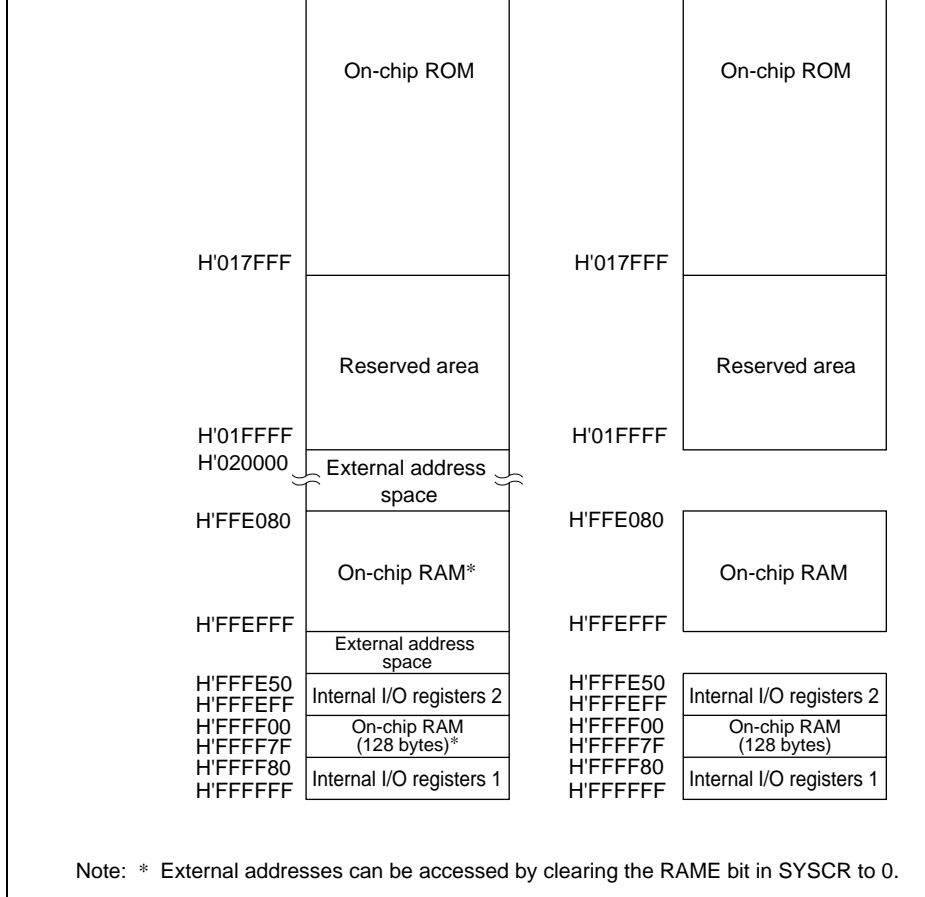 On-chip ROM On-chip ROM
H'017FFF H'017FFF
Reserved area Reserved area
H'01FFFF H'01FFFF
H'020000 External address
space
H'FFE080 H'FFE080
On-chip RAM* On-chip RAM
H'FFEFFF H'FFEFFF
External address
space
H'FFFE50 H'FFFE50
Internal I/O registers 2 Internal I/O registers 2
H'FFFEFF H'FFFEFF
H'FFFF00 On-chip RAM H'FFFF00 On-chip RAM
H'FFFF7F (128 bytes)* H'FFFF7F (128 bytes)
H'FFFF80 H'FFFF80
Internal I/O registers 1 Internal I/O registers 1
H'FFFFFF H'FFFFFF
Note: * External addresses can be accessed by clearing the RAME bit in SYSCR to 0.